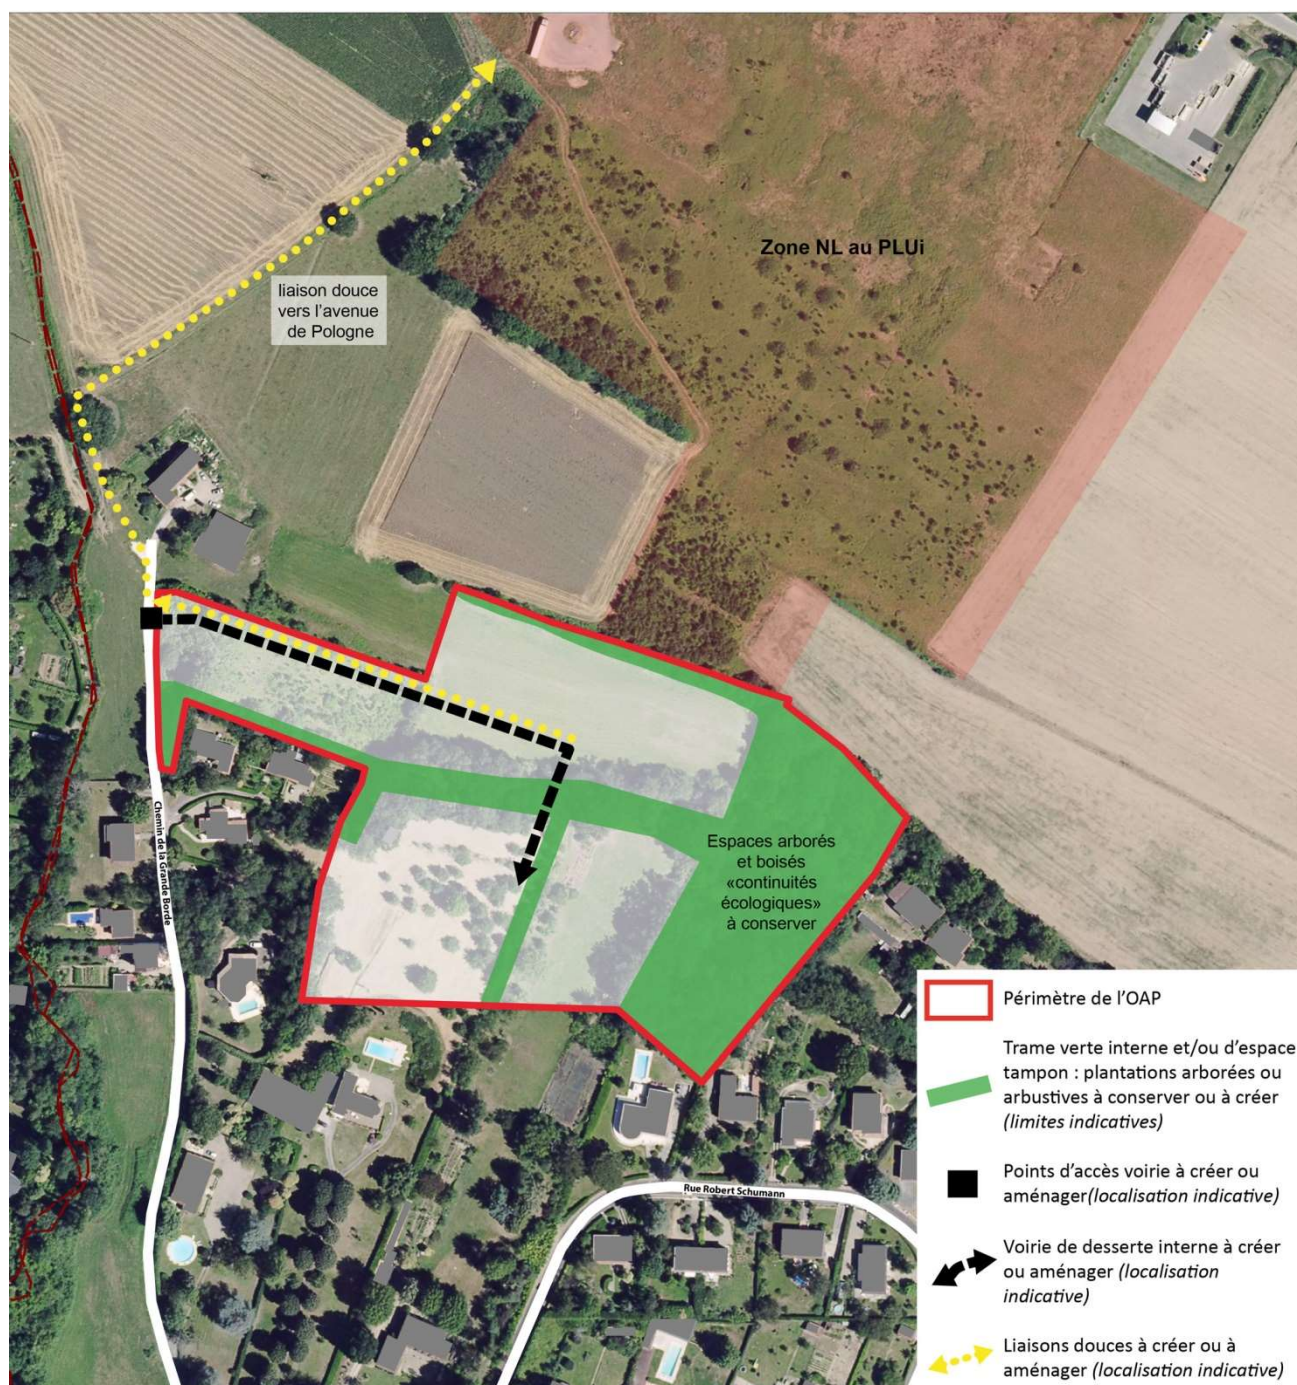 Zone NL au PLUi
liaison douce
vers l'avenue
de Pologne
Chemin de la Grande Borde
Espaces arborés
et boisés
«continuités
écologiques»
à conserver
Rue Robert Schumann
Périmètre de l'OAP
Trame verte interne et/ou d'espace
tampon : plantations arborées ou
arbustives à conserver ou à créer
(limites indicatives)
Points d'accès voirie à créer ou
aménager(localisation indicative)
Voirie de desserte interne à créer
ou aménager (localisation
indicative)
Liaisons douces à créer ou à
aménager (localisation indicative)